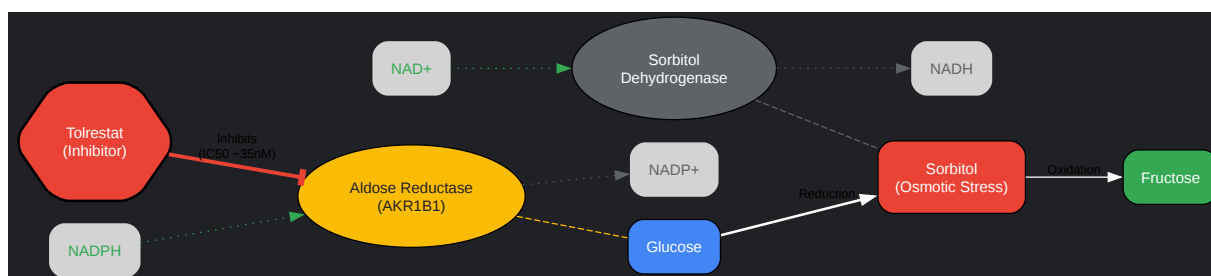 NAD+
Sorbitol
Dehydrogenase
NADH
Tolrestat
(Inhibitor)
Inhibits
(IC50 ~35nM)
Aldose Reductase
(AKR1B1)
NADP+
NADPH
Glucose
Reduction
Sorbitol
(Osmotic Stress)
Oxidation
Fructose